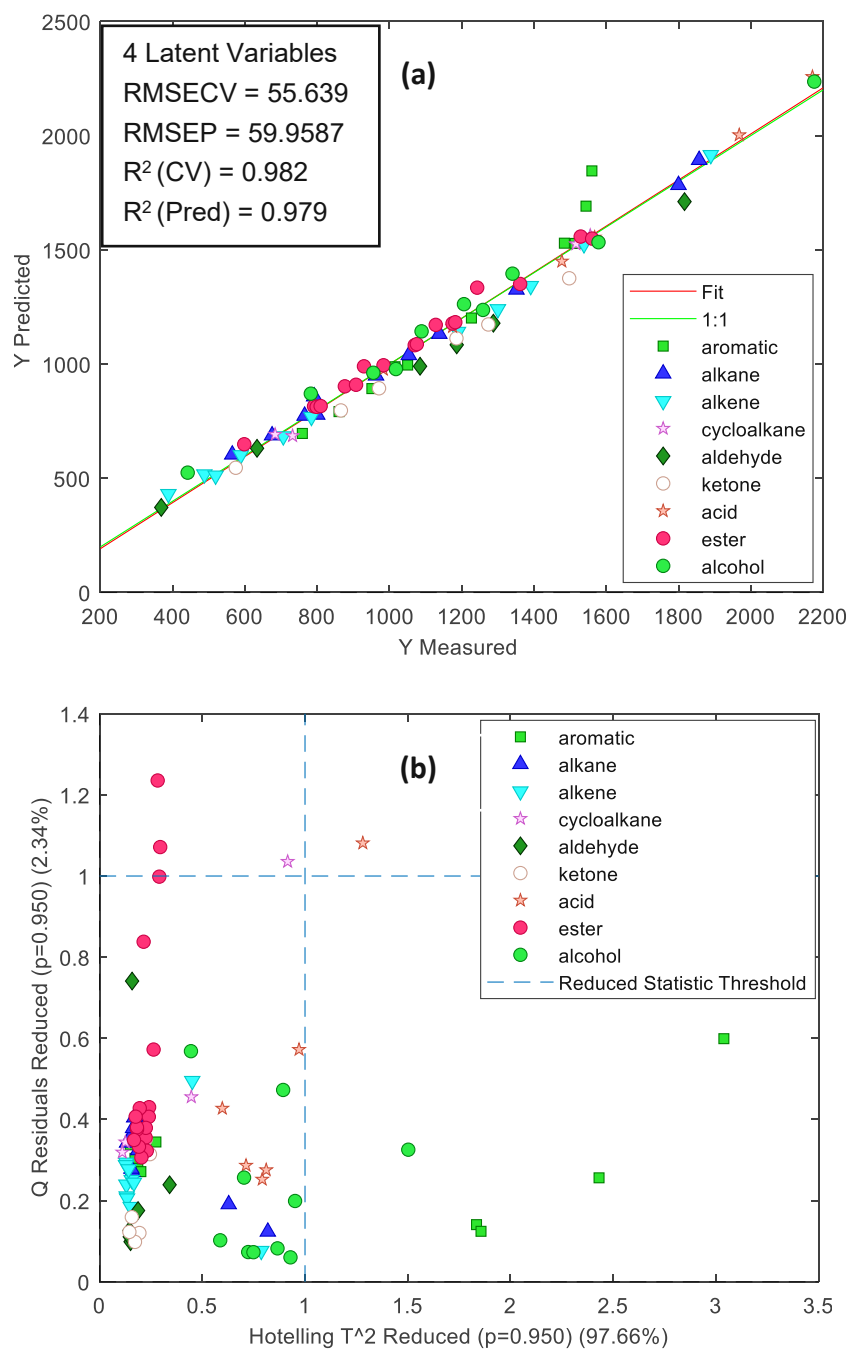 2500
2000
1500
1000
500
0
Y Predicted
4 Latent Variables
RMSECV = 55.639
RMSEP = 59.9587
R² (CV) = 0.982
R² (Pred) = 0.979
(a)
Fit
1:1
aromatic
alkane
alkene
cycloalkane
aldehyde
ketone
acid
ester
alcohol
200 400 600 800 1000 1200 1400 1600 1800 2000 2200
Y Measured
1.4
1.2
1
0.8
0.6
0.4
0.2
0
Q Residuals Reduced (p=0.950) (2.34%)
(b)
aromatic
alkane
alkene
cycloalkane
aldehyde
ketone
acid
ester
alcohol
Reduced Statistic Threshold
0 0.5 1 1.5 2 2.5 3 3.5
Hotelling T^2 Reduced (p=0.950) (97.66%)